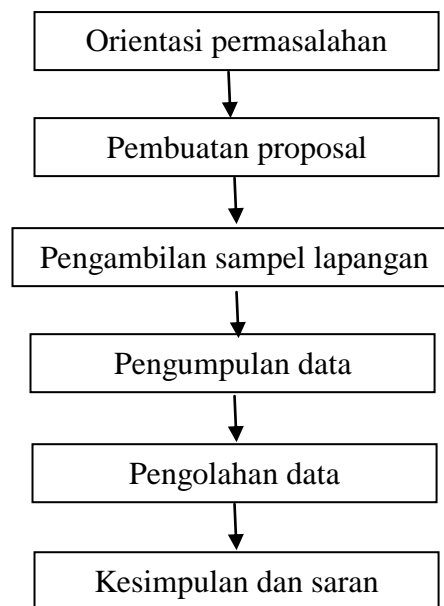 Orientasi permasalahan
Pembuatan proposal
Pengambilan sampel lapangan
Pengumpulan data
Pengolahan data
Kesimpulan dan saran